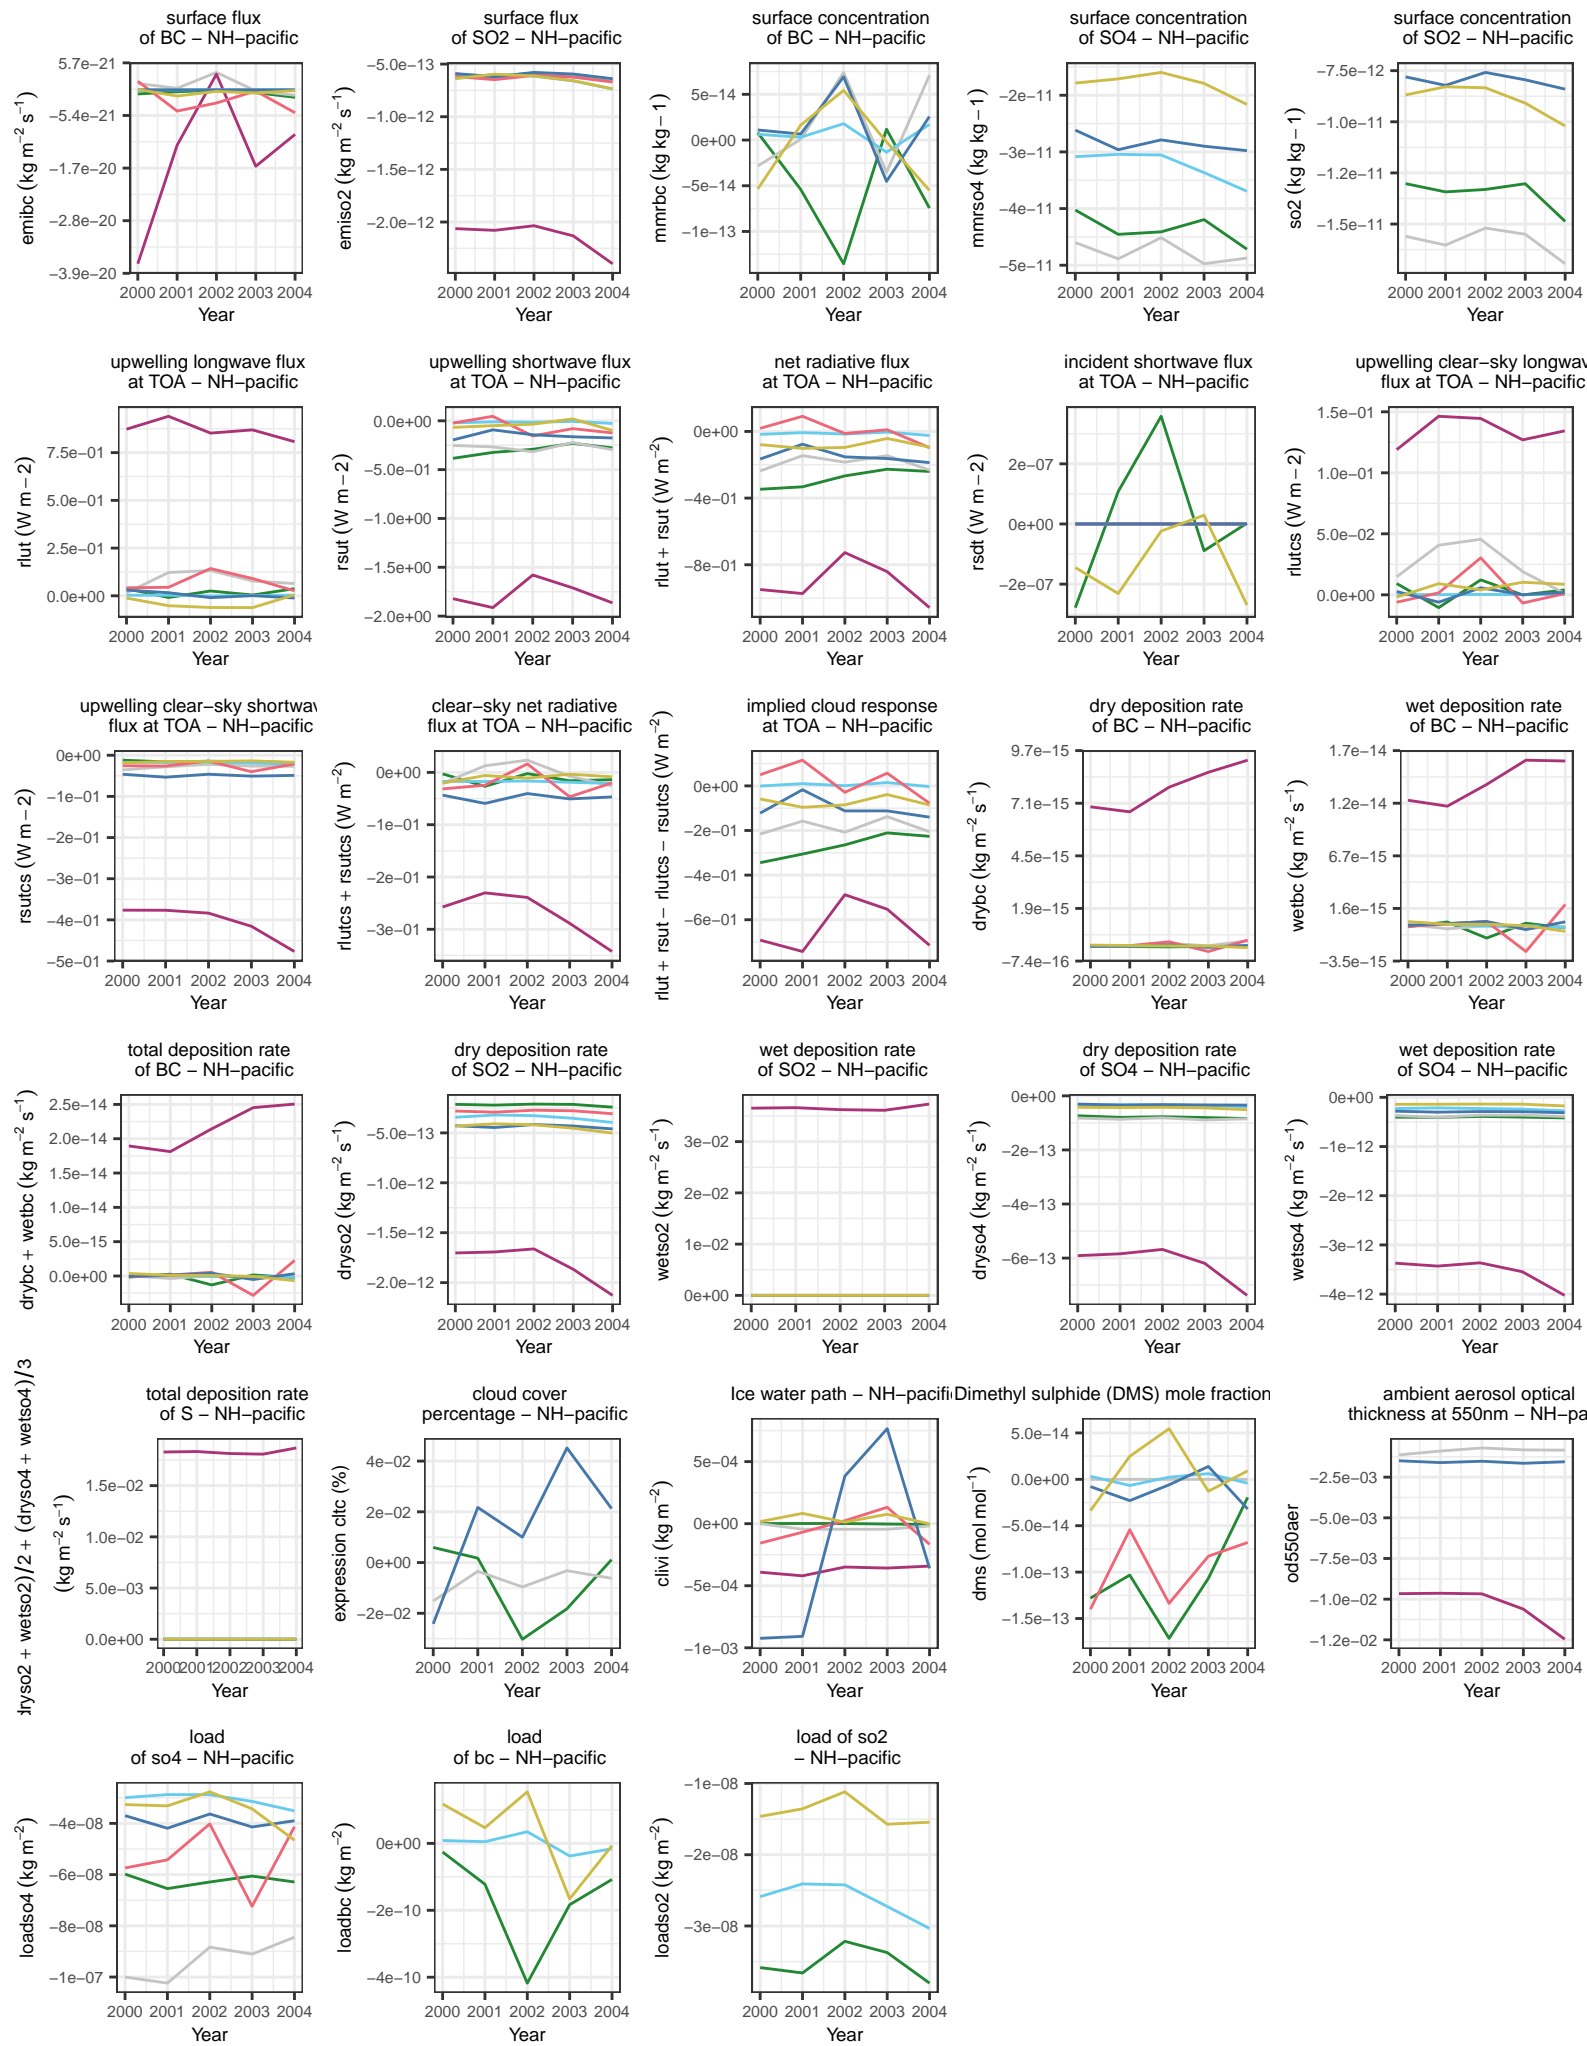 surface flux
of BC − NH−pacific
5.7e−21
−5.4e−21
−1.7e−20
−2.8e−20
−3.9e−20
emibc (kg m−2 s−1)
2000 2001 2002 2003 2004
Year
surface flux
of SO2 − NH−pacific
−5.0e−13
−1.0e−12
−1.5e−12
−2.0e−12
emiso2 (kg m−2 s−1)
2000 2001 2002 2003 2004
Year
surface concentration
of BC − NH−pacific
5e−14
0e+00
−5e−14
−1e−13
mmrbc (kg kg − 1)
2000 2001 2002 2003 2004
Year
surface concentration
of SO4 − NH−pacific
−2e−11
−3e−11
−4e−11
−5e−11
mmrso4 (kg kg − 1)
2000 2001 2002 2003 2004
Year
surface concentration
of SO2 − NH−pacific
−7.5e−12
−1.0e−11
−1.2e−11
−1.5e−11
so2 (kg kg − 1)
2000 2001 2002 2003 2004
Year
upwelling longwave flux
at TOA − NH−pacific
7.5e−01
5.0e−01
2.5e−01
0.0e+00
rlut (W m − 2)
2000 2001 2002 2003 2004
Year
upwelling shortwave flux
at TOA − NH−pacific
0.0e+00
−5.0e−01
−1.0e+00
−1.5e+00
−2.0e+00
rsut (W m − 2)
2000 2001 2002 2003 2004
Year
net radiative flux
at TOA − NH−pacific
0e+00
−4e−01
−8e−01
rlut + rsut (W m−2)
2000 2001 2002 2003 2004
Year
incident shortwave flux
at TOA − NH−pacific
2e−07
0e+00
−2e−07
rsdt (W m − 2)
2000 2001 2002 2003 2004
Year
upwelling clear−sky longwav
flux at TOA − NH−pacific
1.5e−01
1.0e−01
5.0e−02
0.0e+00
rlutcs (W m − 2)
2000 2001 2002 2003 2004
Year
upwelling clear−sky shortwav
flux at TOA − NH−pacific
0e+00
−1e−01
−2e−01
−3e−01
−4e−01
−5e−01
rsutcs (W m − 2)
2000 2001 2002 2003 2004
Year
clear−sky net radiative
flux at TOA − NH−pacific
0e+00
−1e−01
−2e−01
−3e−01
rlutcs + rsutcs (W m−2)
2000 2001 2002 2003 2004
Year
implied cloud response
at TOA − NH−pacific
0e+00
−2e−01
−4e−01
−6e−01
rlut + rsut − rlutcs − rsutcs (W m−2)
2000 2001 2002 2003 2004
Year
dry deposition rate
of BC − NH−pacific
9.7e−15
7.1e−15
4.5e−15
1.9e−15
−7.4e−16
drybc (kg m−2 s−1)
2000 2001 2002 2003 2004
Year
wet deposition rate
of BC − NH−pacific
1.7e−14
1.2e−14
6.7e−15
1.6e−15
−3.5e−15
wetbc (kg m−2 s−1)
2000 2001 2002 2003 2004
Year
total deposition rate
of BC − NH−pacific
2.5e−14
2.0e−14
1.5e−14
1.0e−14
5.0e−15
0.0e+00
drybc + wetbc (kg m−2 s−1)
2000 2001 2002 2003 2004
Year
dry deposition rate
of SO2 − NH−pacific
−5.0e−13
−1.0e−12
−1.5e−12
−2.0e−12
dryso2 (kg m−2 s−1)
2000 2001 2002 2003 2004
Year
wet deposition rate
of SO2 − NH−pacific
3e−02
2e−02
1e−02
0e+00
wetso2 (kg m−2 s−1)
2000 2001 2002 2003 2004
Year
dry deposition rate
of SO4 − NH−pacific
0e+00
−2e−13
−4e−13
−6e−13
dryso4 (kg m−2 s−1)
2000 2001 2002 2003 2004
Year
wet deposition rate
of SO4 − NH−pacific
0e+00
−1e−12
−2e−12
−3e−12
−4e−12
wetso4 (kg m−2 s−1)
2000 2001 2002 2003 2004
Year
total deposition rate
of S − NH−pacific
1.5e−02
1.0e−02
5.0e−03
0.0e+00
dryso2 + wetso2)/2 + (dryso4 + wetso4)/3
(kg m−2 s−1)
2000 2001 2002 2003 2004
Year
cloud cover
percentage − NH−pacific
4e−02
2e−02
0e+00
−2e−02
expression cltc (%)
2000 2001 2002 2003 2004
Year
Ice water path − NH−pacifi
5e−04
0e+00
−5e−04
−1e−03
clivi (kg m−2)
2000 2001 2002 2003 2004
Year
Dimethyl sulphide (DMS) mole fraction
5.0e−14
0.0e+00
−5.0e−14
−1.0e−13
−1.5e−13
dms (mol mol−1)
2000 2001 2002 2003 2004
Year
ambient aerosol optical
thickness at 550nm − NH−pa
−2.5e−03
−5.0e−03
−7.5e−03
−1.0e−02
−1.2e−02
od550aer
2000 2001 2002 2003 2004
Year
load
of so4 − NH−pacific
−4e−08
−6e−08
−8e−08
−1e−07
loadso4 (kg m−2)
2000 2001 2002 2003 2004
Year
load
of bc − NH−pacific
0e+00
−2e−10
−4e−10
loadbc (kg m−2)
2000 2001 2002 2003 2004
Year
load of so2
− NH−pacific
−1e−08
−2e−08
−3e−08
loadso2 (kg m−2)
2000 2001 2002 2003 2004
Year